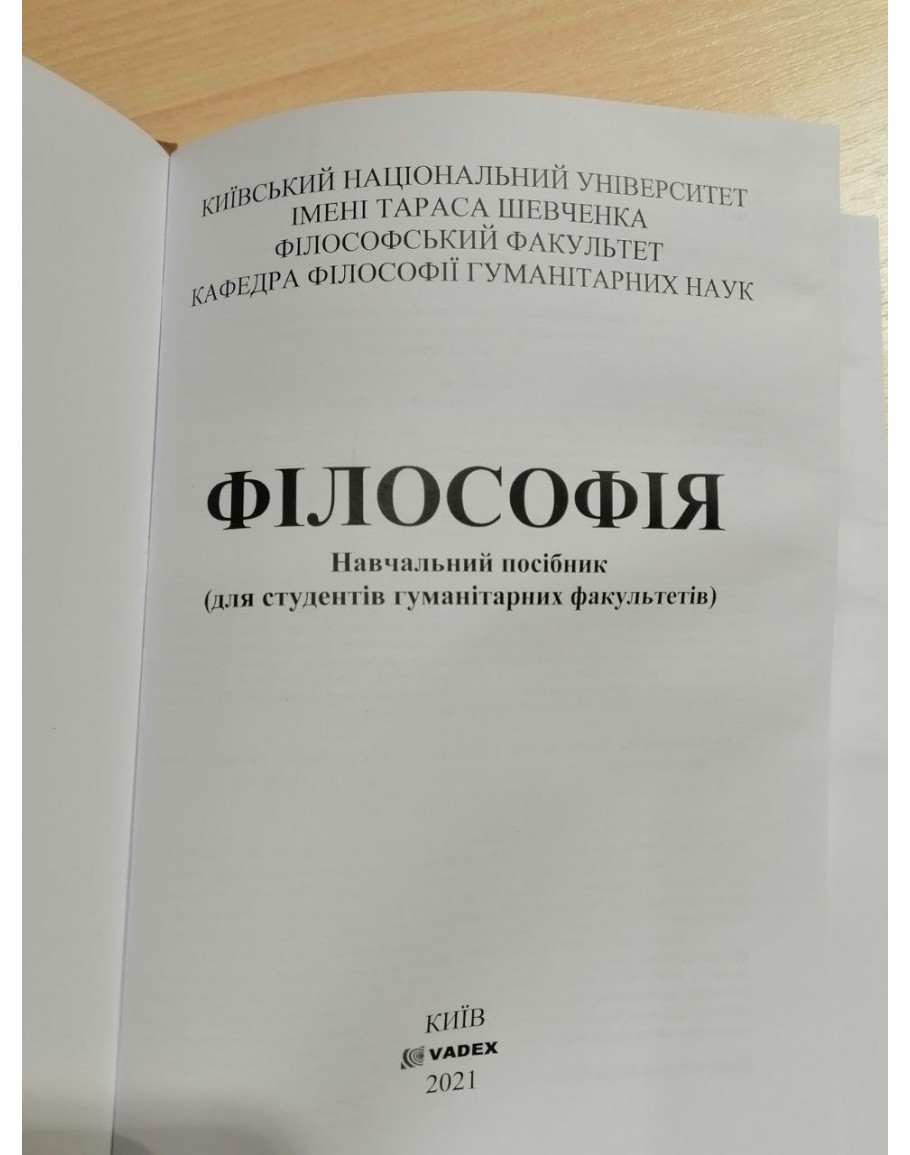 КИЇВСЬКИЙ НАЦІОНАЛЬНИЙ УНІВЕРСИТЕТ
ІМЕНІ ТАРАСА ШЕВЧЕНКА
ФІЛОСОФСЬКИЙ ФАКУЛЬТЕТ
КАФЕДРА ФІЛОСОФІЇ ГУМАНІТАРНИХ НАУК
ФІЛОСОФІЯ
Навчальний посібник
(для студентів гуманітарних факультетів)
КИЇВ
VADEX
2021